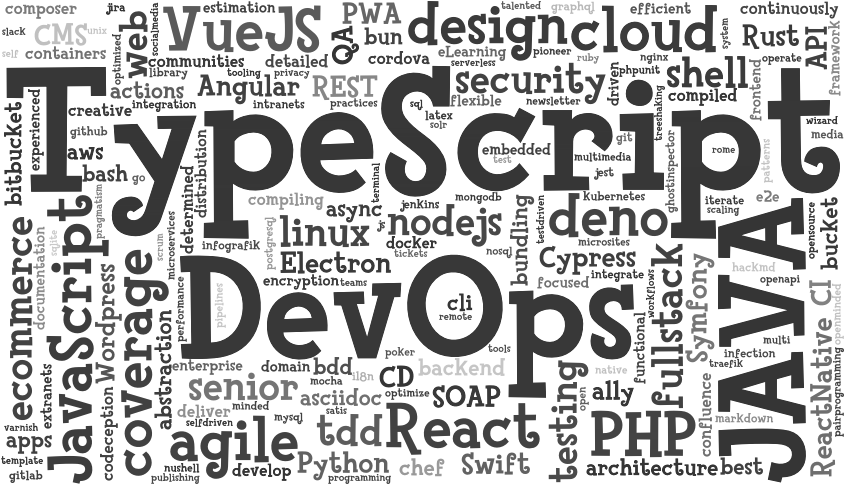 composer
jira
estimation
PWA
talented
graphql
efficient
continuously
slack
CMS
unix
web
socialmedia
VueJS
QA
bun
design
cloud
system
Rust
API
framework
self
containers
optimized
communities
detailed
cordova
eLearning
pioneer
serverless
ruby
nginx
operate
library
tooling
privacy
actions
Angular
REST
security
driven
phpunit
shell
frontend
experienced
bitbucket
creative
integration
intranets
practices
sql
flexible
newsletter
treeshaking
compiled
TypeScript
github
latex
solr
git
wizard
media
aws
bash
go
distribution
determined
embedded
test
multimedia
jest
ghostinspector
rome
patterns
pragmatism
compiling
terminal
jenkins
mongodb
Kubernetes
iterate
scaling
e2e
opensource
bucket
ecommerce
documentation
sqlite
JavaScript
scrum
microservices
infografik
postgresql
linux
async
js
nodejs
docker
tickets
nosql
bundling
testdriven
deno
microsites
JAVA
Wordpress
coverage
performance
pipelines
DevOps
Electron
encryption
teams
cli
remote
Cypress
integrate
focused
workflows
fullstack
Symfony
hackmd
openapi
ReactNative
CI
openminded
pairprogramming
abstraction
extranets
codeception
enterprise
domain
bdd
poker
tools
backend
native
functional
multi
infection
traefik
senior
mocha
i18n
CD
optimize
SOAP
testing
open
ally
confluence
markdown
asciidoc
satis
deliver
minded
selfdriven
mysql
varnish
apps
agile
tdd
React
PHP
template
gitlab
nushell
publishing
develop
Python
programming
chef
Swift
architecture
best